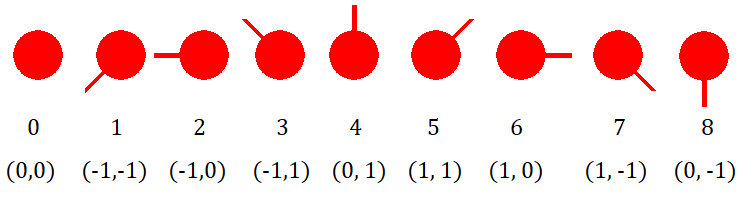 0 1 2 3 4 5 6 7 8
(0,0) (-1,-1) (-1,0) (-1,1) (0, 1) (1, 1) (1, 0) (1, -1) (0, -1)